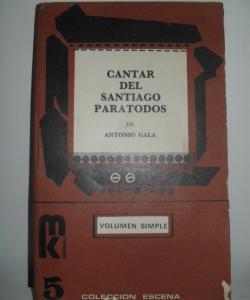 CANTAR
DEL
SANTIAGO
PARATODOS
DE
ANTONIO GALA
VOLUMEN SIMPLE
mk
5
COLECCION ESCENA